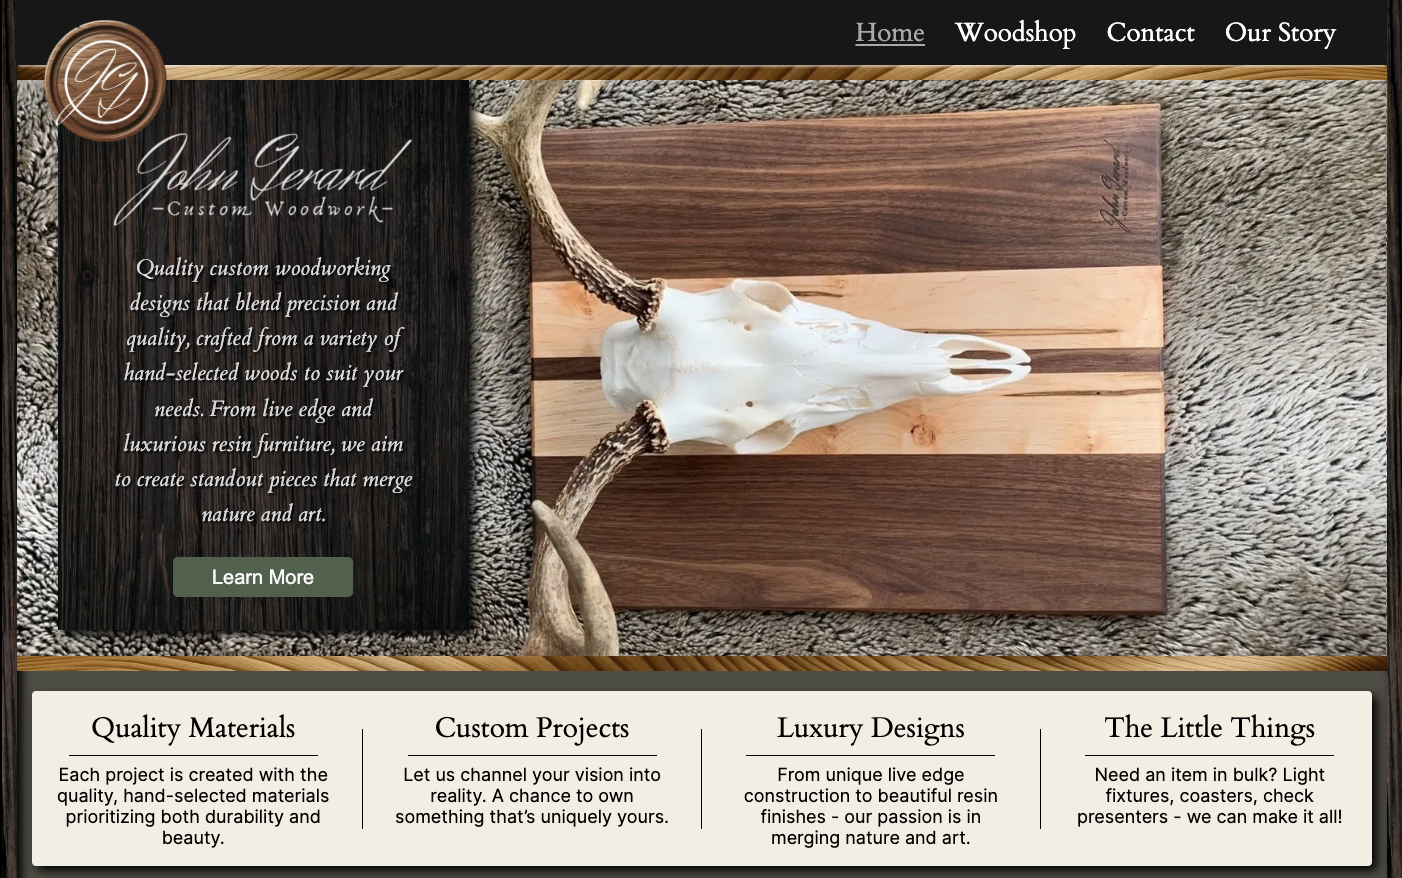 Home Woodshop Contact Our Story
JG
John Gerard
-Custom Woodwork-
Quality custom woodworking
designs that blend precision and
quality, crafted from a variety of
hand-selected woods to suit your
needs. From live edge and
luxurious resin furniture, we aim
to create standout pieces that merge
nature and art.
Learn More
John Gerard
Custom Woodwork
Quality Materials
Each project is created with the
quality, hand-selected materials
prioritizing both durability and
beauty.
Custom Projects
Let us channel your vision into
reality. A chance to own
something that's uniquely yours.
Luxury Designs
From unique live edge
construction to beautiful resin
finishes - our passion is in
merging nature and art.
The Little Things
Need an item in bulk? Light
fixtures, coasters, check
presenters - we can make it all!